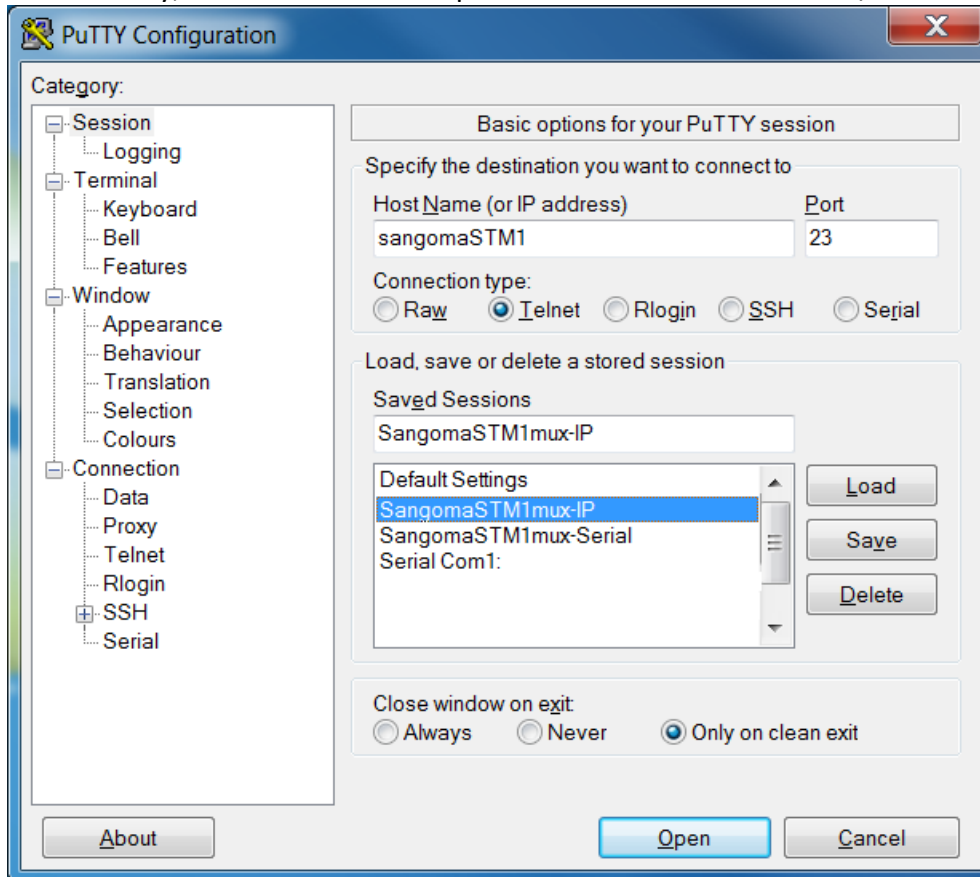 PuTTY Configuration
X
Category:
Session
Logging
Terminal
Keyboard
Bell
Features
Window
Appearance
Behaviour
Translation
Selection
Colours
Connection
Data
Proxy
Telnet
Rlogin
SSH
Serial
Basic options for your PuTTY session
Specify the destination you want to connect to
Host Name (or IP address) Port
sangomaSTM1 23
Connection type:
Raw Telnet Rlogin SSH Serial
Load, save or delete a stored session
Saved Sessions
SangomaSTM1mux-IP
Default Settings
SangomaSTM1mux-IP
SangomaSTM1mux-Serial
Serial Com1:
Load
Save
Delete
Close window on exit:
Always Never Only on clean exit
About Open Cancel